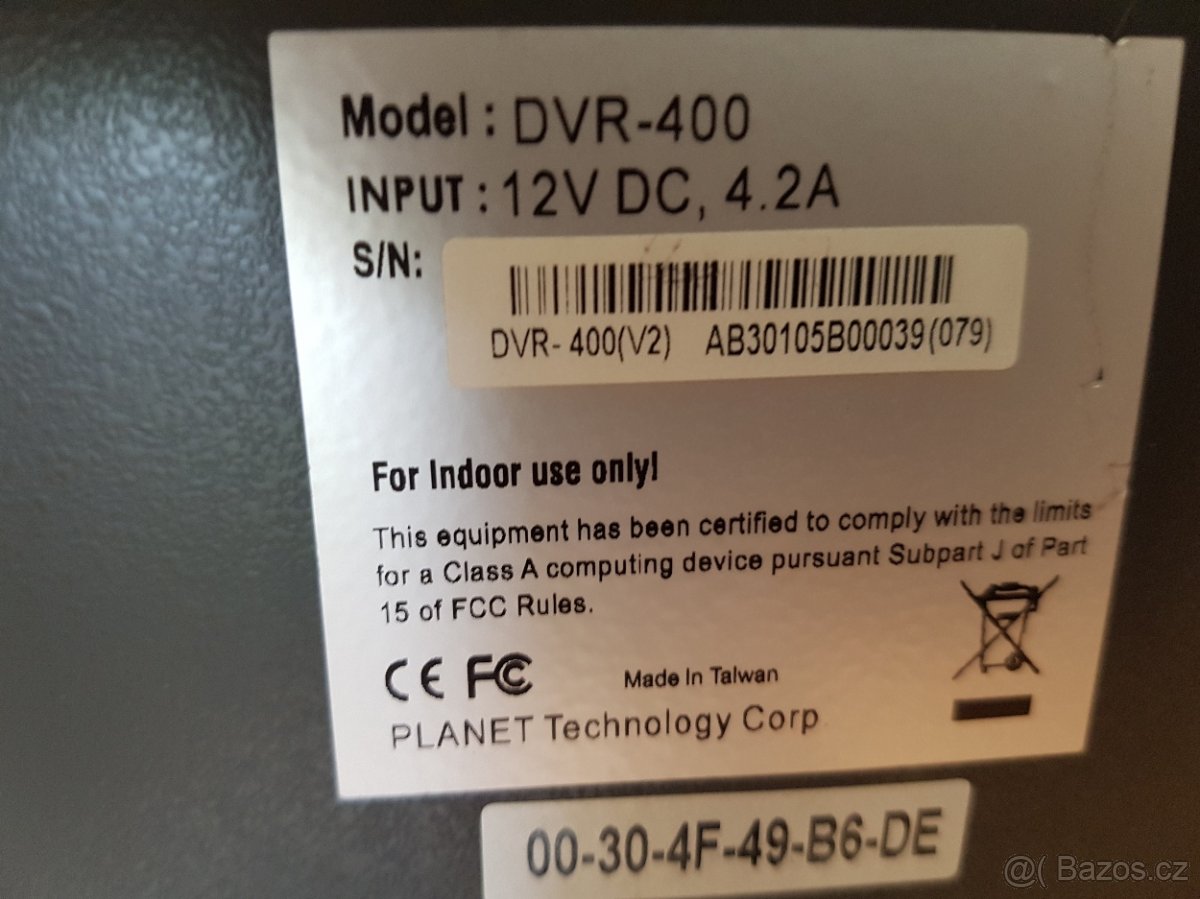 Model : DVR-400
INPUT : 12V DC, 4.2A
S/N:
DVR- 400(V2) AB30105B00039(079)
For Indoor use only!
This equipment has been certified to comply with the limits
for a Class A computing device pursuant Subpart J of Part
15 of FCC Rules.
CE FC Made In Taiwan
PLANET Technology Corp
00-30-4F-49-B6-DE
@( Bazos.cz